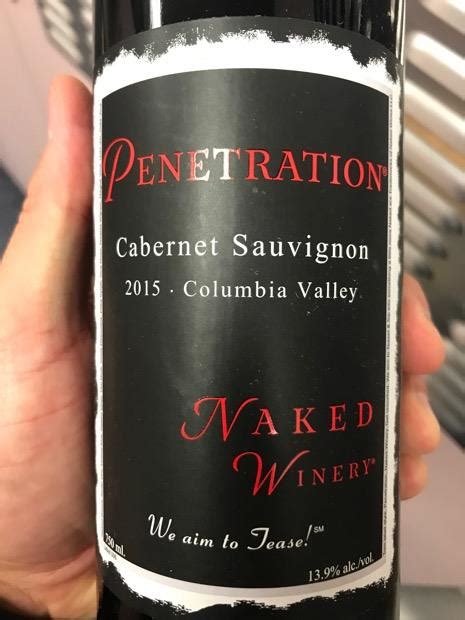 PENETRATION®
Cabernet Sauvignon
2015 · Columbia Valley
NAKED
WINERY®
We aim to Tease!℠
750 ml.
13.9% alc./vol.